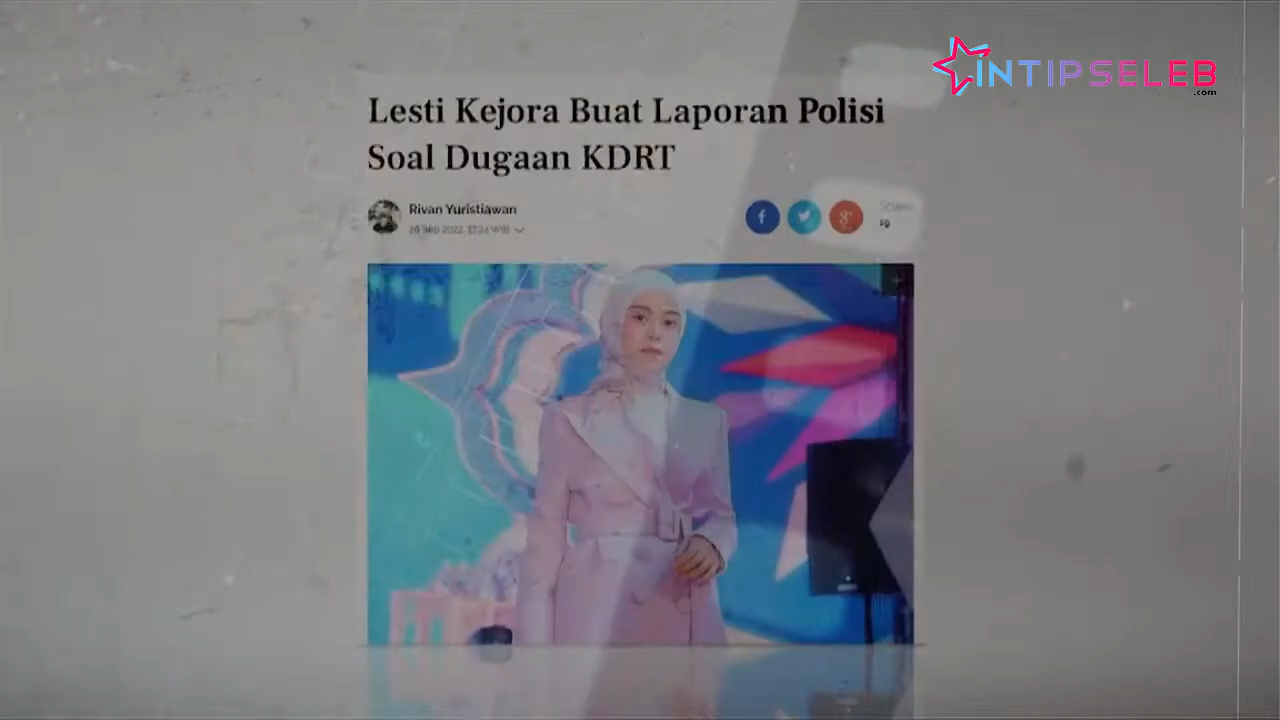 INTIPSELEB
.com
Lesti Kejora Buat Laporan Polisi
Soal Dugaan KDRT
Rivan Yuristiawan